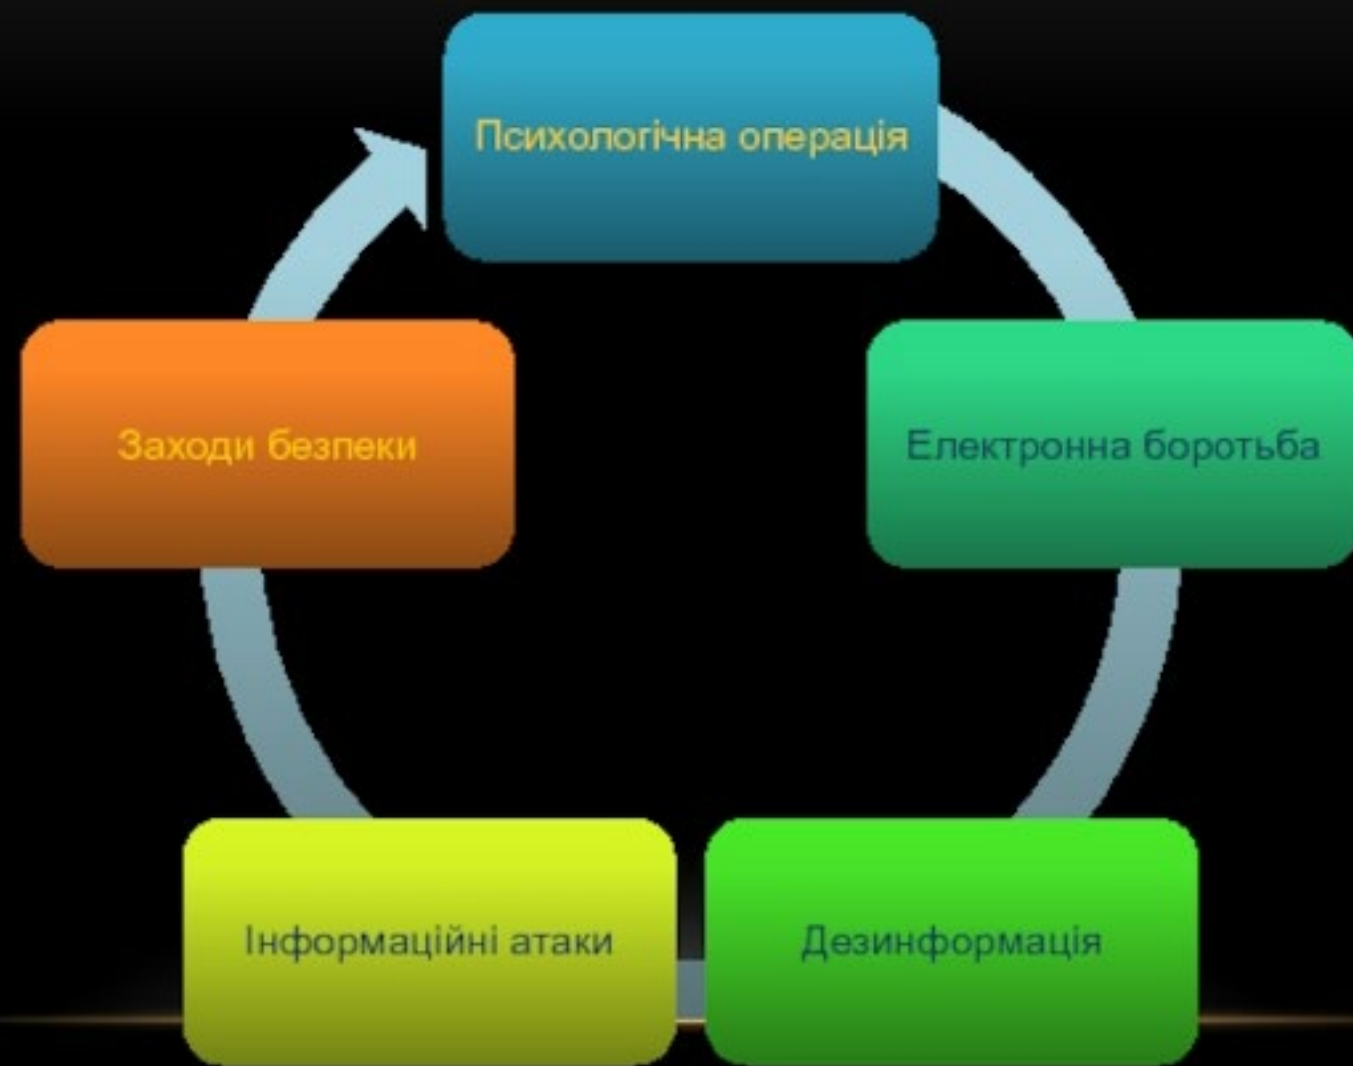 Психологічна операція
Електронна боротьба
Дезинформація
Інформаційні атаки
Заходи безпеки